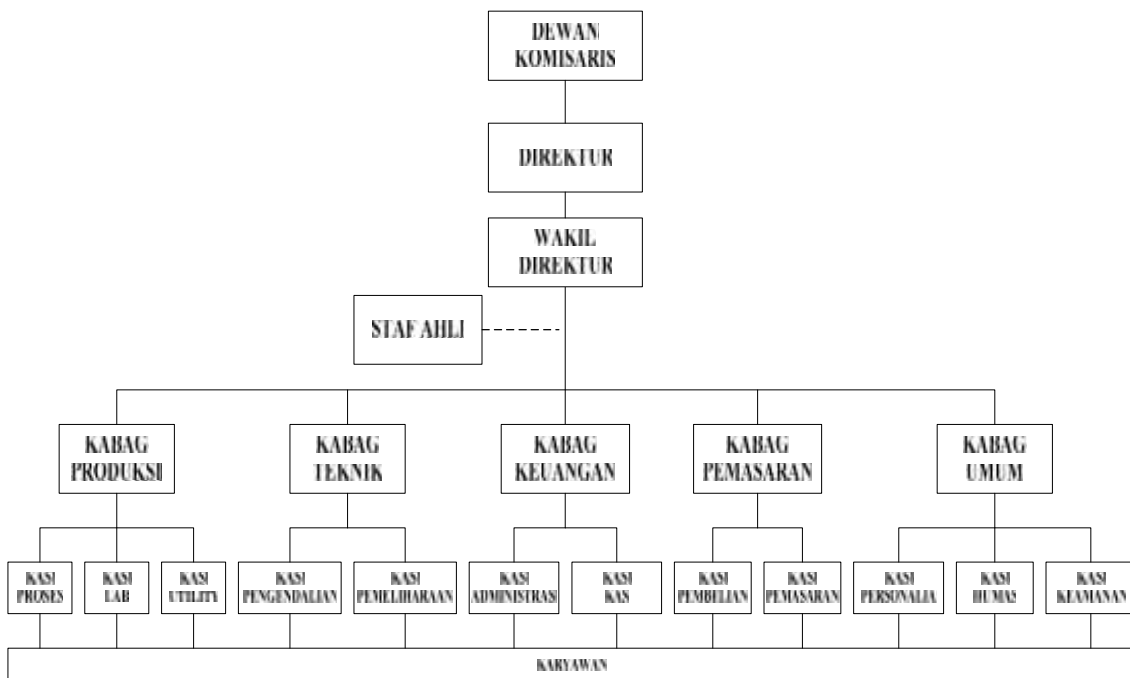 DEWAN
KOMISARIS
DIREKTUR
WAKIL
DIREKTUR
STAF AHLI
KABAG
PRODUKSI
KABAG
TEKNIK
KABAG
KEUANGAN
KABAG
PEMASARAN
KABAG
UMUM
KASI
PROSES
KASI
LAB
KASI
UTILITY
KASI
PENGENDALIAN
KASI
PEMELIHARAAN
KASI
ADMINISTRASI
KASI
KAS
KASI
PEMBELIAN
KASI
PEMASARAN
KASI
PERSONALIA
KASI
HUMAS
KASI
KEAMANAN
KARYAWAN